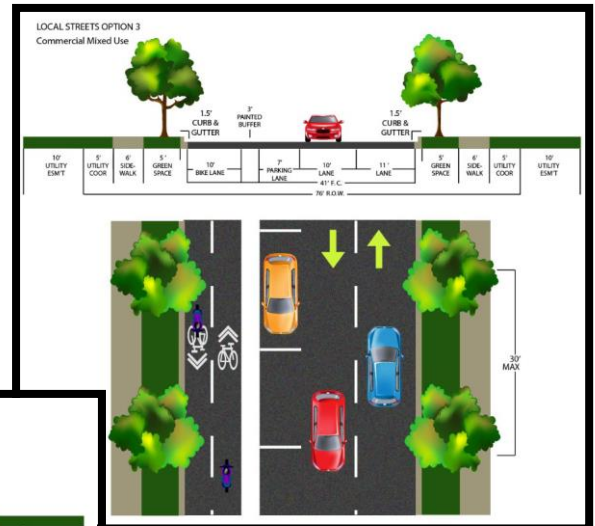 LOCAL STREETS OPTION 3
Commercial Mixed Use
1.5'
CURB &
GUTTER
3'
PAINTED
BUFFER
1.5'
CURB &
GUTTER
10'
UTILITY
ESM'T
5'
UTILITY
COOR
6'
SIDE-
WALK
5'
GREEN
SPACE
10'
BIKE LANE
7'
PARKING
LANE
10'
LANE
11'
LANE
5'
GREEN
SPACE
6'
SIDE-
WALK
5'
UTILITY
COOR
10'
UTILITY
ESM'T
41' F.C.
76' R.O.W.
30'
MAX